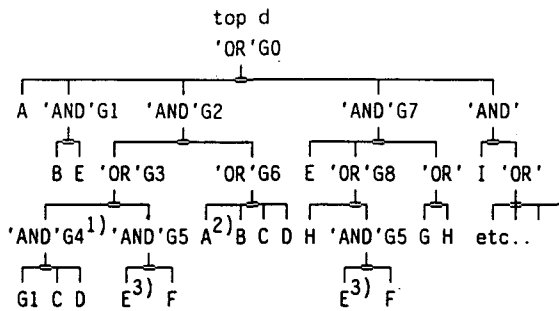 top d
'OR'G0
A 'AND'G1 'AND'G2 'AND'G7 'AND'
B E 'OR'G3 'OR'G6 E 'OR'G8 'OR' I 'OR'
'AND'G4 1) 'AND'G5 A 2) B C D H 'AND'G5 G H etc..
G1 C D E 3) F E 3) F